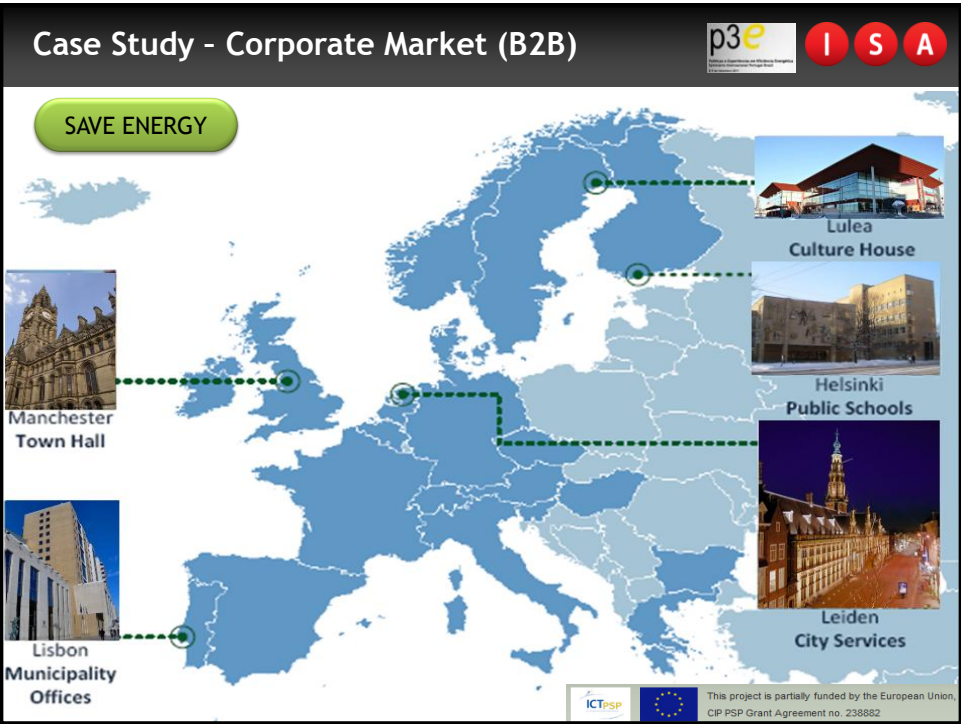 Case Study – Corporate Market (B2B)
p3e
I S A
SAVE ENERGY
Lulea
Culture House
Helsinki
Public Schools
Manchester
Town Hall
Leiden
City Services
Lisbon
Municipality
Offices
ICTPSP
This project is partially funded by the European Union,
CIP PSP Grant Agreement no. 238882